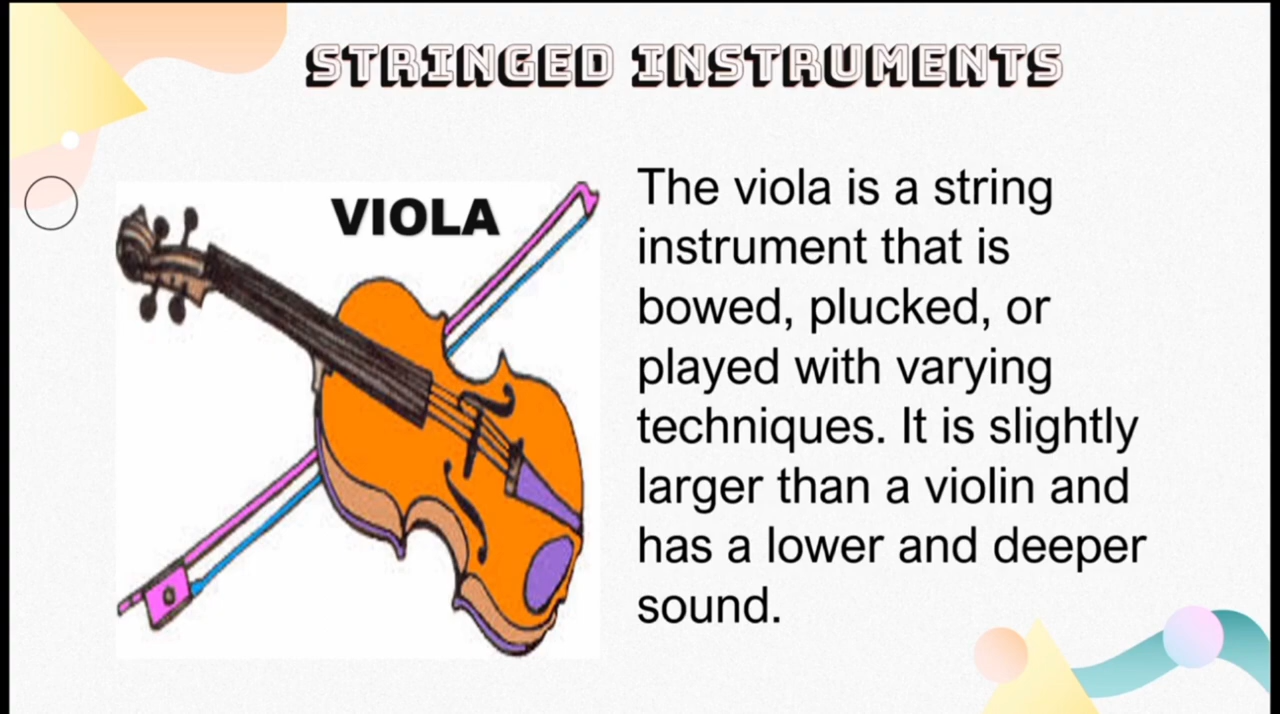 STRINGED INSTRUMENTS
VIOLA
The viola is a string
instrument that is
bowed, plucked, or
played with varying
techniques. It is slightly
larger than a violin and
has a lower and deeper
sound.